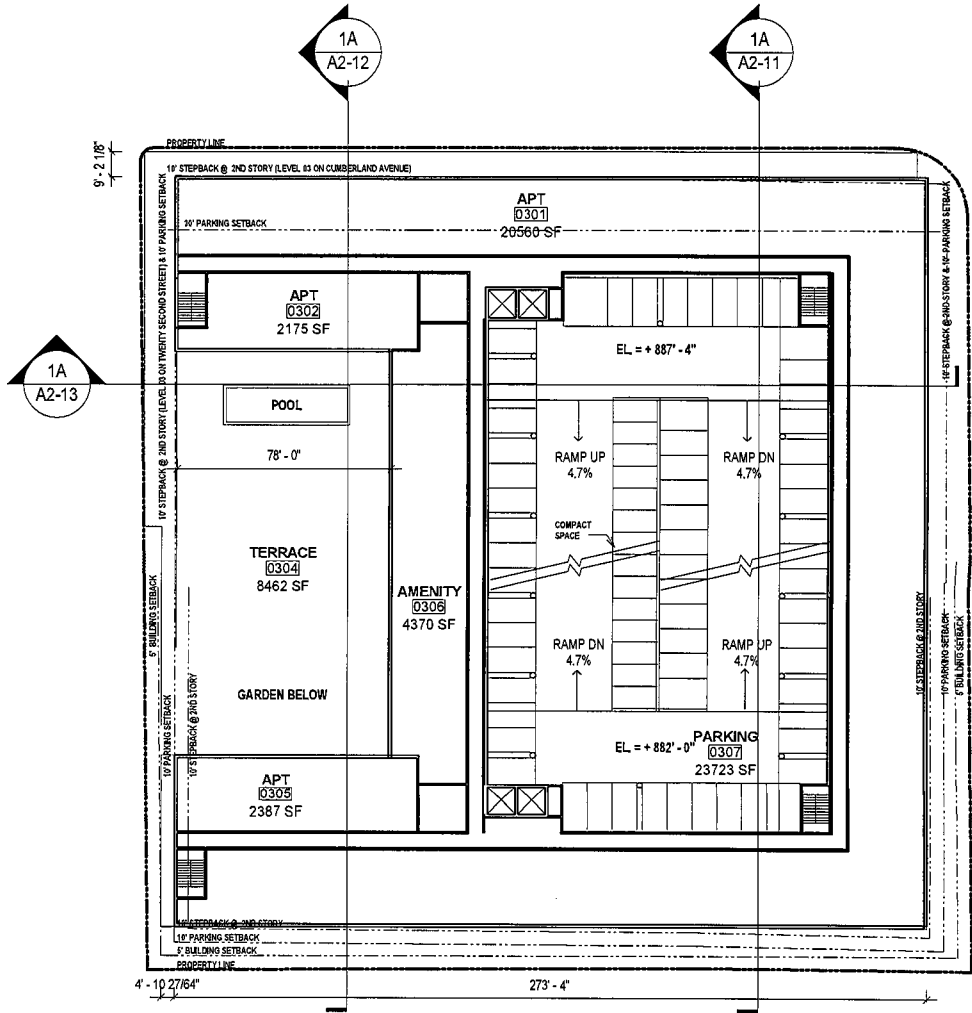 1A
A2-12
1A
A2-11
9' - 2 1/8"
PROPERTY LINE
10' STEPBACK @ 2ND STORY (LEVEL 03 ON CUMBERLAND AVENUE)
APT
0301
20560 SF
20' PARKING SETBACK
10' STEPBACK @ 2ND STORY (LEVEL 03 ON TWENTY SECOND STREET) & 10' PARKING SETBACK
10' STEPBACK @ 2ND STORY & 10' PARKING SETBACK
APT
0302
2175 SF
EL. = + 887' - 4"
1A
A2-13
POOL
78' - 0"
RAMP UP
4.7%
RAMP DN
4.7%
COMPACT
SPACE
TERRACE
0304
8462 SF
AMENITY
0306
4370 SF
5' BUILDING SETBACK
RAMP DN
4.7%
RAMP UP
4.7%
10' STEPBACK @ 2ND STORY
10' PARKING SETBACK
5' BUILDING SETBACK
GARDEN BELOW
10' PARKING SETBACK
10' STEPBACK @ 2ND STORY
EL. = + 882' - 0"
PARKING
0307
23723 SF
APT
0305
2387 SF
10' STEPBACK @ 2ND STORY
10' PARKING SETBACK
5' BUILDING SETBACK
PROPERTY LINE
4' - 10 27/64"
273' - 4"